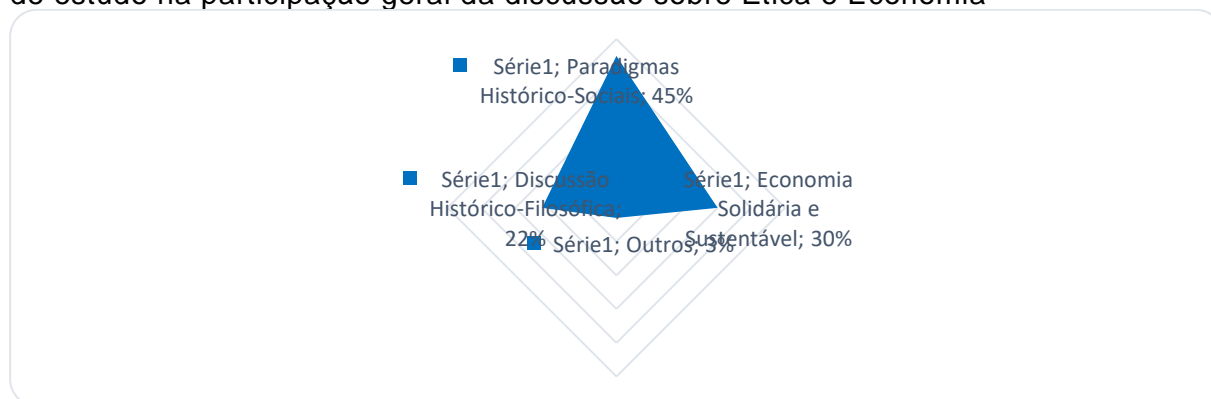 de estudo na participação geral da discussão sobre Ética e Economia
Série1; Paradigmas
Histórico-Sociais; 45%
Série1; Discussão
Histórico-Filosófica;
22%
Série1; Economia
Solidária e
Sustentável; 30%
Série1; Outros; 3%